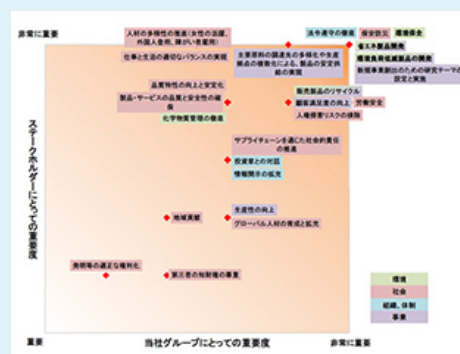 非常に重要
人材の多様性の推進(女性の活躍、
外国人登用、障がい者雇用)
仕事と生活の適切なバランスの実現
法令遵守の徹底
保安防災
環境保全
主要原料の調達先の多様化や生産
拠点の複数化による、製品の安定供
給の実現
省エネ製品開発
環境負荷低減製品の開発
新規事業創出のための研究テーマの
設定と実施
品質特性の向上と安定化
製品・サービスの品質と安全性の確
保
化学物質管理の徹底
販売製品のリサイクル
顧客満足度の向上
労働安全
人権侵害リスクの排除
サプライチェーンを通じた社会的責任
の推進
投資家との対話
情報開示の拡充
ステークホルダーにとっての重要度
地域貢献
生産性の向上
グローバル人材の育成と拡充
発明等の適正な権利化
第三者の知財権の尊重
環境
社会
組織、体制
事業
重要
当社グループにとっての重要度
非常に重要